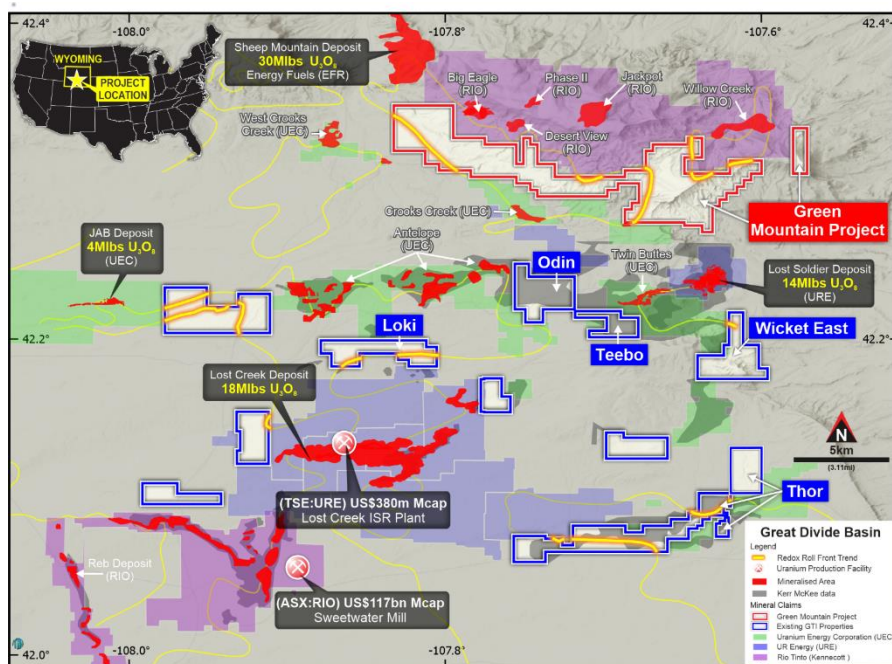 42.4°
-108.0°
-107.8°
-107.6°
42.4°
WYOMING
PROJECT
LOCATION
Sheep Mountain Deposit
30Mlbs U₃O₈
Energy Fuels (EFR)
Big Eagle
(RIO)
Phase II
(RIO)
Jackpot
(RIO)
Willow Creek
(RIO)
West Crooks
Creek (UEC)
Desert View
(RIO)
Crooks Creek (UEC)
Green
Mountain Project
JAB Deposit
4Mlbs U₃O₈
(UEC)
Antelope
(UEC)
Odin
Twin Buttes
(UEC)
Lost Soldier Deposit
14Mlbs U₃O₈
(URE)
42.2°
42.2°
Loki
Teebo
Wicket East
Lost Creek Deposit
18Mlbs U₃O₈
N
5km
(3.11mi)
(TSE:URE) US$380m Mcap
Lost Creek ISR Plant
Thor
Reb Deposit
(RIO)
(ASX:RIO) US$117bn Mcap
Sweetwater Mill
Great Divide Basin
Legend
Redox Roll Front Trend
Uranium Production Facility
Mineralised Area
Kerr McKee data
Mineral Claims
Green Mountain Project
Existing GTI Properties
Uranium Energy Corporation (UEC)
UR Energy (URE)
Rio Tinto (Kennecott )
42.0°
-108.0°
-107.8°